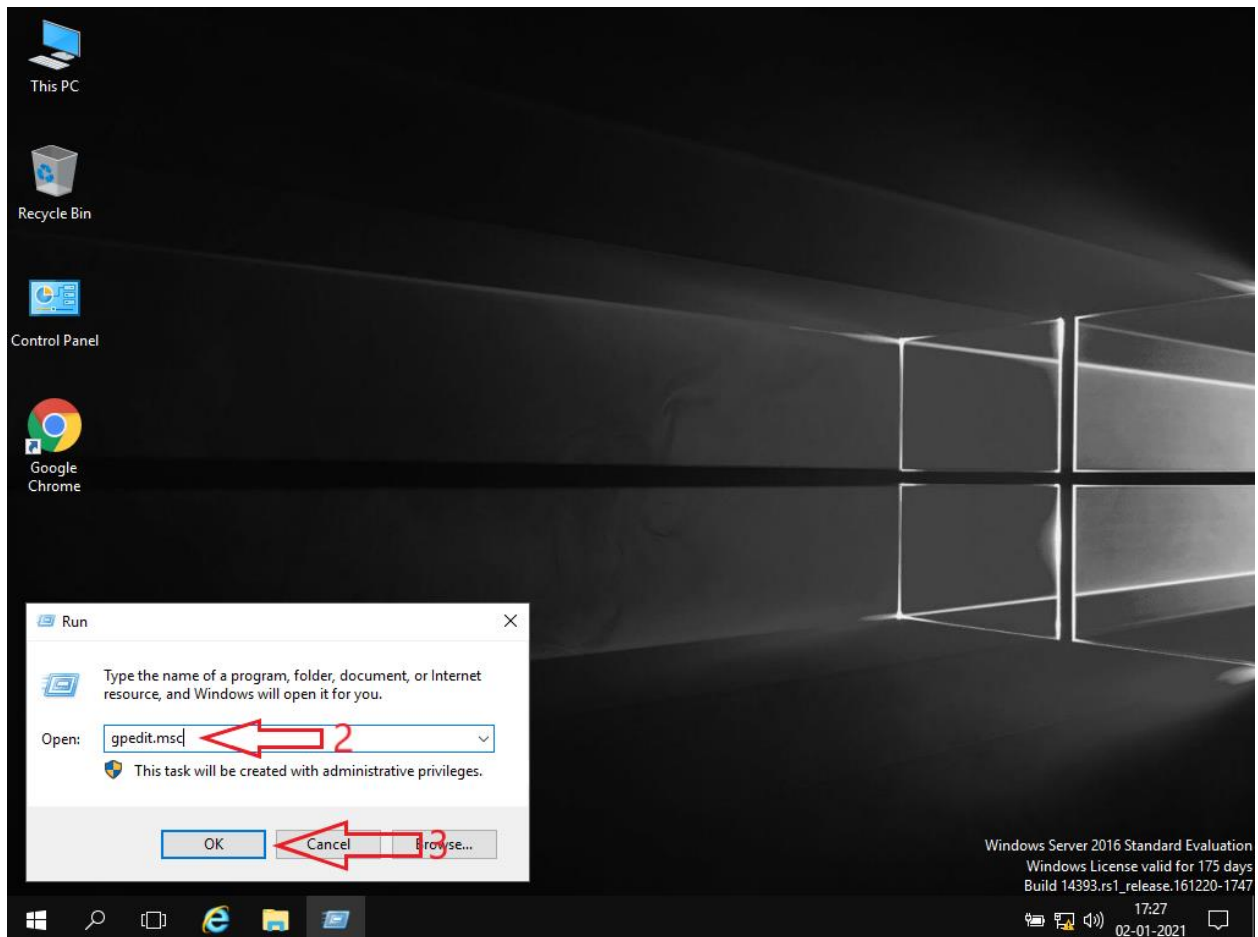 This PC
Recycle Bin
Control Panel
Google
Chrome
Run
Type the name of a program, folder, document, or Internet
resource, and Windows will open it for you.
Open: gpedit.msc 2
This task will be created with administrative privileges.
OK Cancel Browse... 3
Windows Server 2016 Standard Evaluation
Windows License valid for 175 days
Build 14393.rs1_release.161220-1747
17:27
02-01-2021